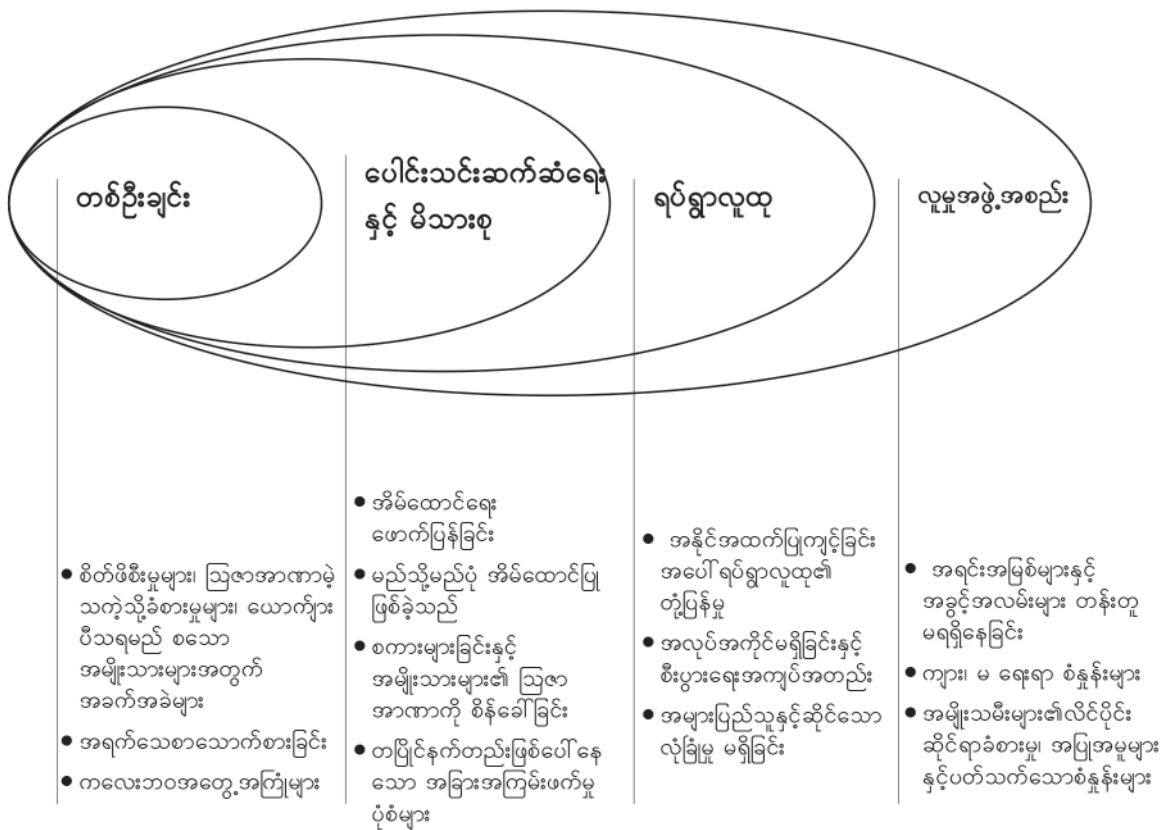 တစ်ဦးချင်း
ပေါင်းသင်းဆက်ဆံရေး
နှင့် မိသားစု
ရပ်ရွာလူထု
လူမှုအဖွဲ့အစည်း
● စိတ်ဖိစီးမှုများ၊ ဩဇာအာဏာမဲ့
သကဲ့သို့ခံစားမှုများ၊ ယောက်ျား
ပီသရမည် စသော
အမျိုးသားများအတွက်
အခက်အခဲများ
● အရက်သေစာသောက်စားခြင်း
● ကလေးဘဝအတွေ့အကြုံများ
● အိမ်ထောင်ရေး
ဖောက်ပြန်ခြင်း
● မည်သို့မည်ပုံ အိမ်ထောင်ပြု
ဖြစ်ခဲ့သည်
● စကားများခြင်းနှင့်
အမျိုးသားများ၏ ဩဇာ
အာဏာကို စိန်ခေါ်ခြင်း
● တပြိုင်နက်တည်းဖြစ်ပေါ်နေ
သော အခြားအကြမ်းဖက်မှု
ပုံစံများ
● အနိုင်အထက်ပြုကျင့်ခြင်း
အပေါ် ရပ်ရွာလူထု၏
တုံ့ပြန်မှု
● အလုပ်အကိုင်မရှိခြင်းနှင့်
စီးပွားရေးအကျပ်အတည်း
● အများပြည်သူနှင့်ဆိုင်သော
လုံခြုံမှု မရှိခြင်း
● အရင်းအမြစ်များနှင့်
အခွင့်အလမ်းများ တန်းတူ
မရရှိနေခြင်း
● ကျား၊ မ ရေးရာ စံနှုန်းများ
● အမျိုးသမီးများ၏လိင်ပိုင်း
ဆိုင်ရာခံစားမှု၊ အပြုအမူများ
နှင့်ပတ်သက်သောစံနှုန်းများ